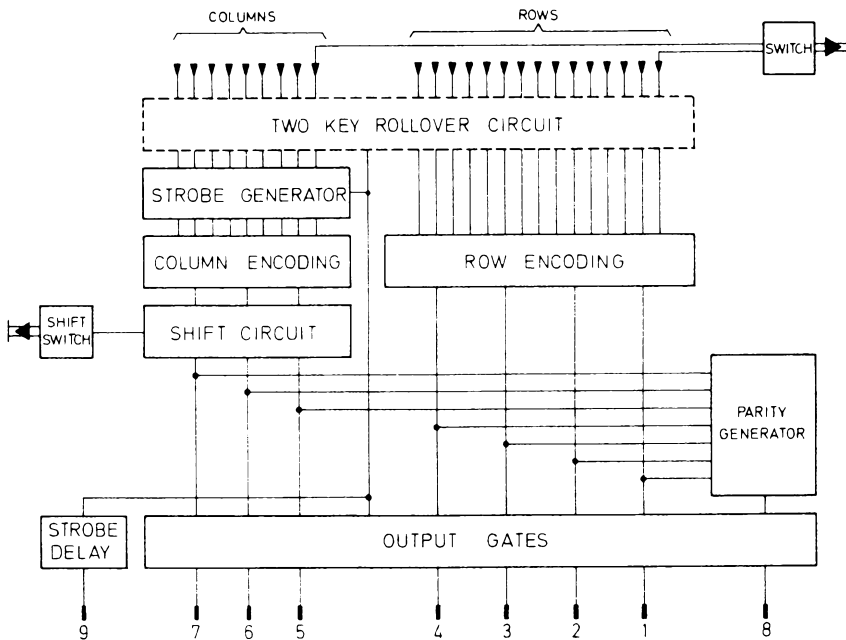 COLUMNS
ROWS
SWITCH
TWO KEY ROLLOVER CIRCUIT
STROBE GENERATOR
COLUMN ENCODING
ROW ENCODING
SHIFT
SWITCH
SHIFT CIRCUIT
PARITY
GENERATOR
STROBE
DELAY
OUTPUT GATES
9 7 6 5 4 3 2 1 8